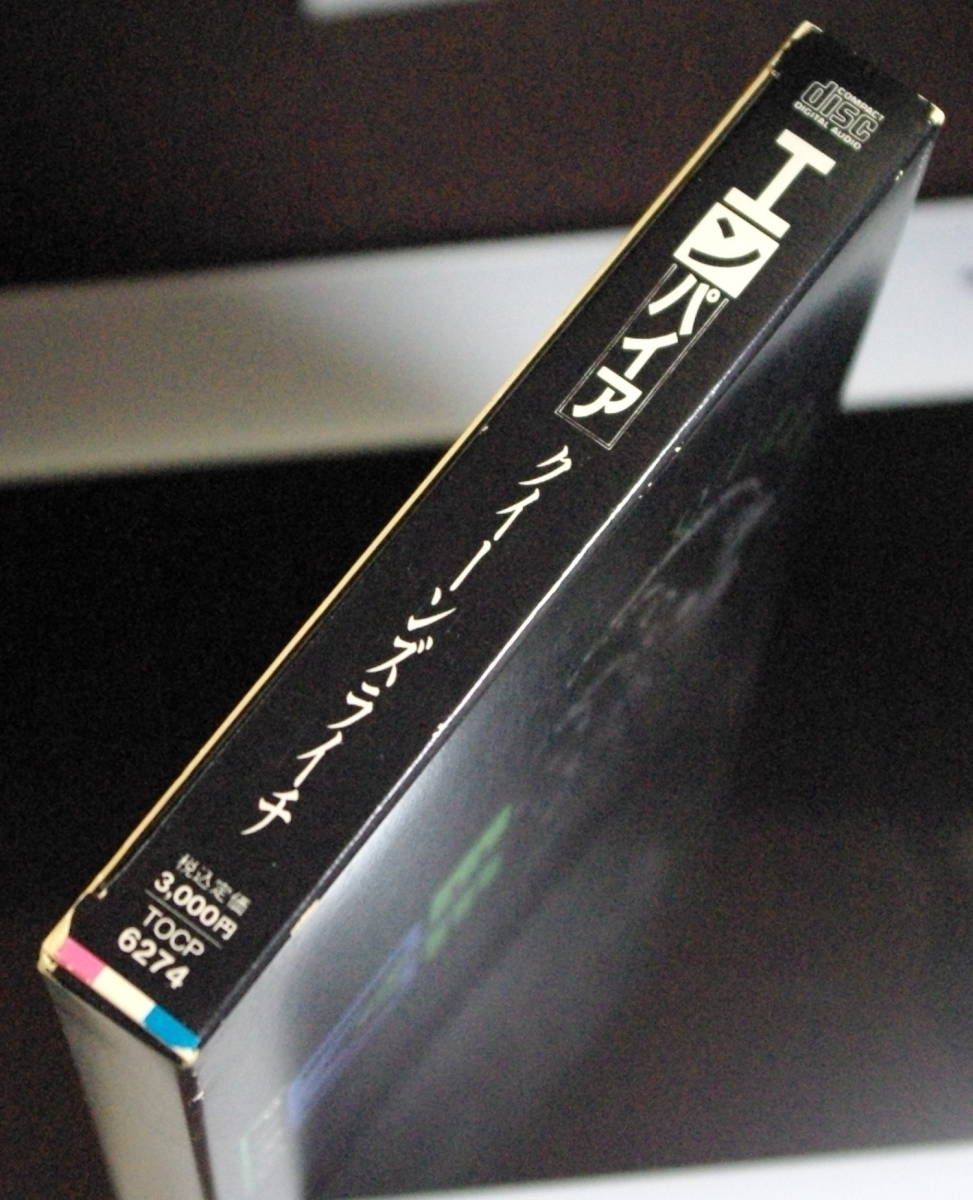 COMPACT
disc
DIGITAL AUDIO
エンパイア
クイーンズライチ
税込定価
3,000円
TOCP
6274